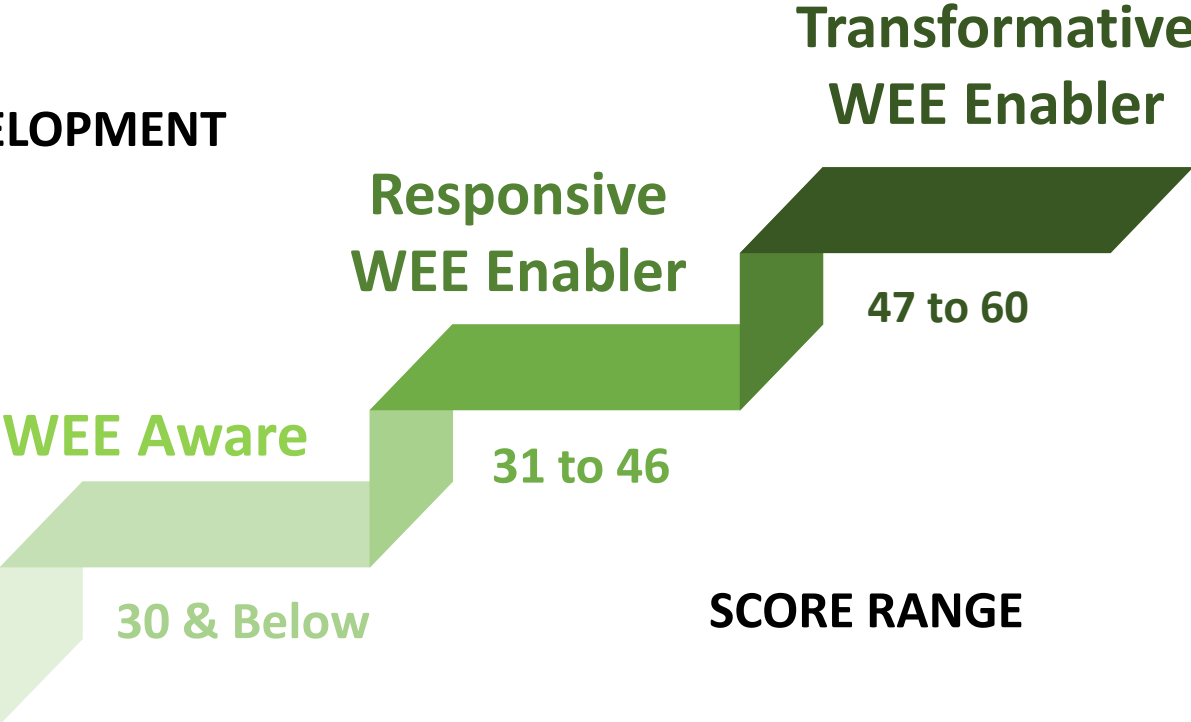 Transformative
WEE Enabler
ELOPMENT
Responsive
WEE Enabler
47 to 60
WEE Aware
31 to 46
30 & Below
SCORE RANGE